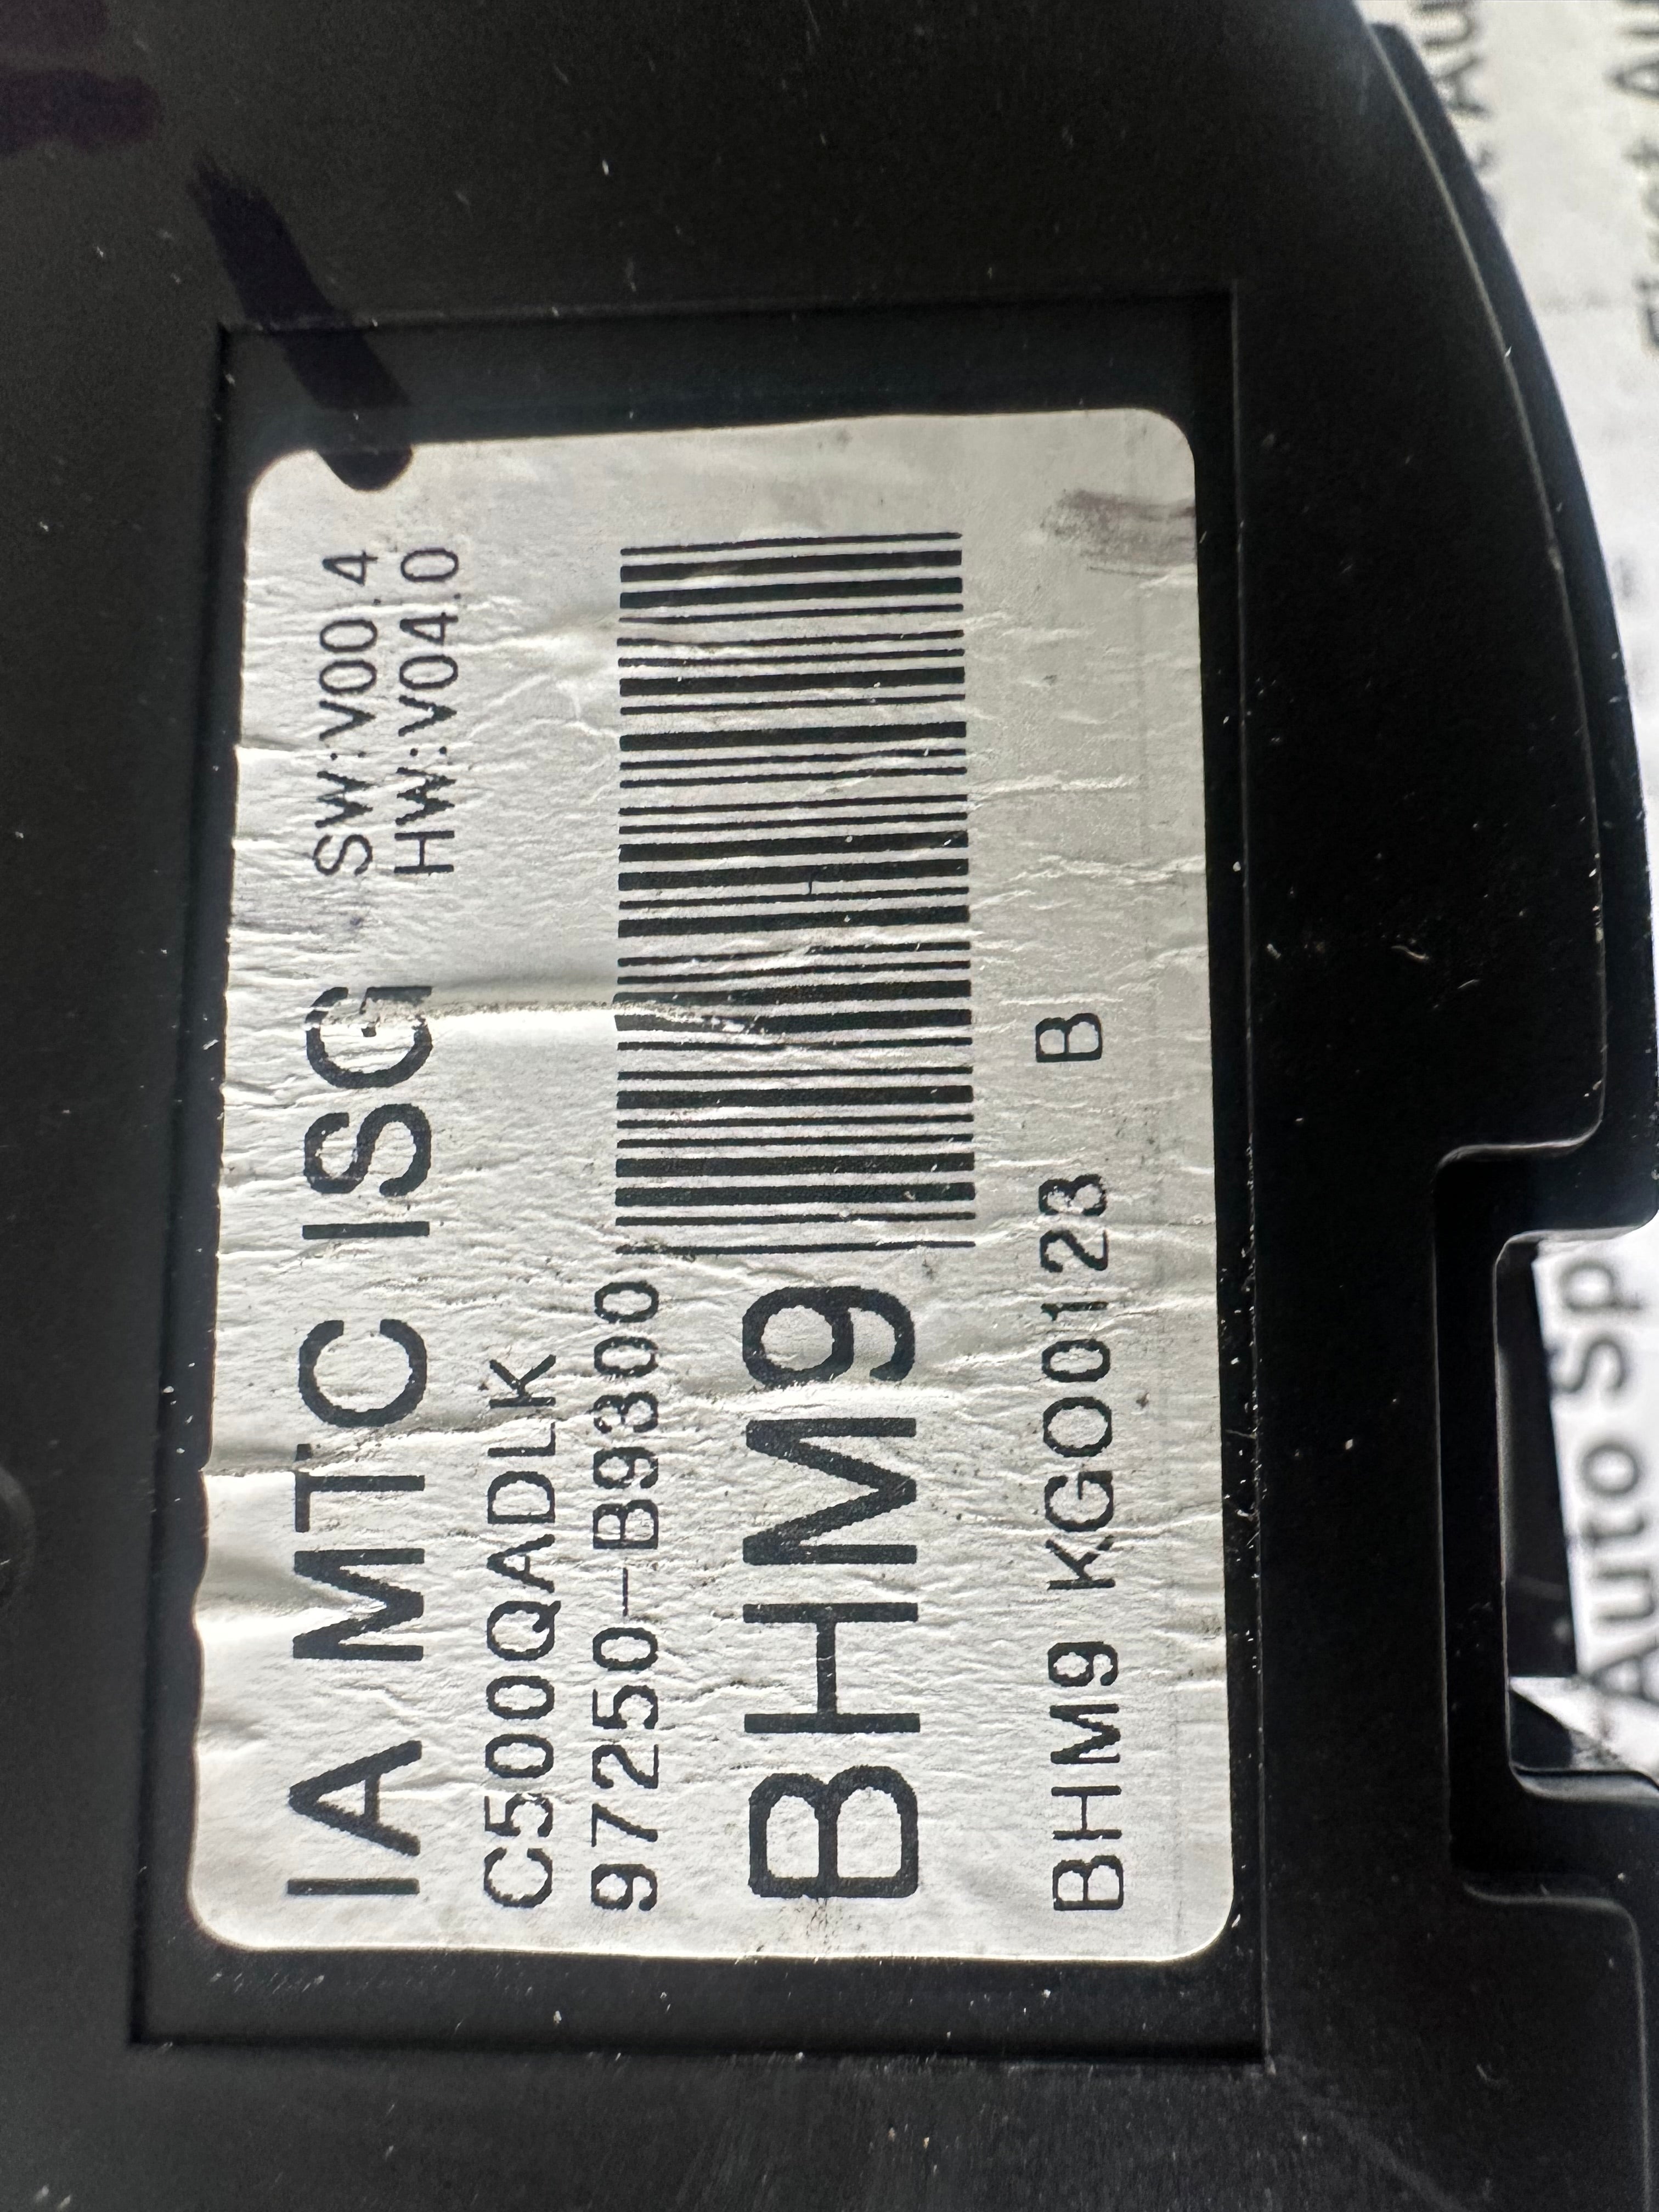 IA MTC ISG
SW:V00.4
HW:V04.0
C500QADLK
97250-B9300
BHM9
BHM9 KG00123 B
Auto Sp